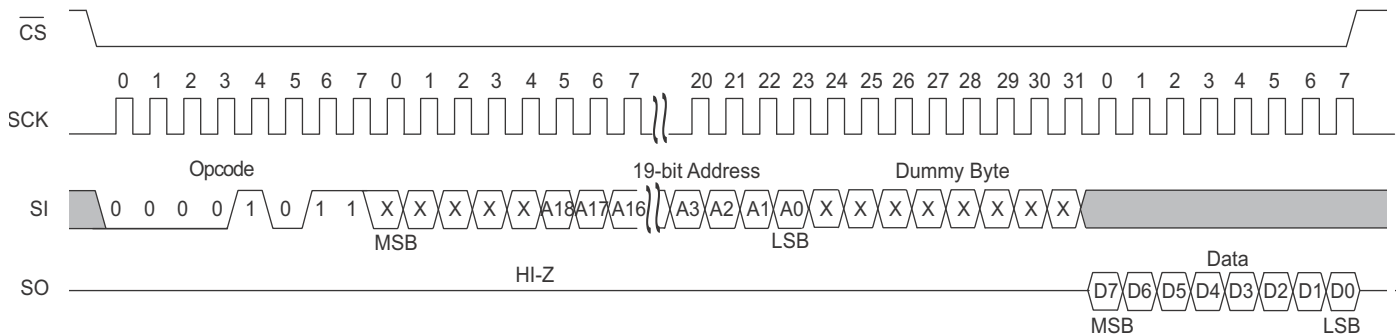 CS
0 1 2 3 4 5 6 7 0 1 2 3 4 5 6 7 20 21 22 23 24 25 26 27 28 29 30 31 0 1 2 3 4 5 6 7
SCK
Opcode 19-bit Address Dummy Byte
SI 0 0 0 0 1 0 1 1 X X X X X A18 A17 A16 A3 A2 A1 A0 X X X X X X X X
MSB LSB
HI-Z Data
SO D7 D6 D5 D4 D3 D2 D1 D0
MSB LSB